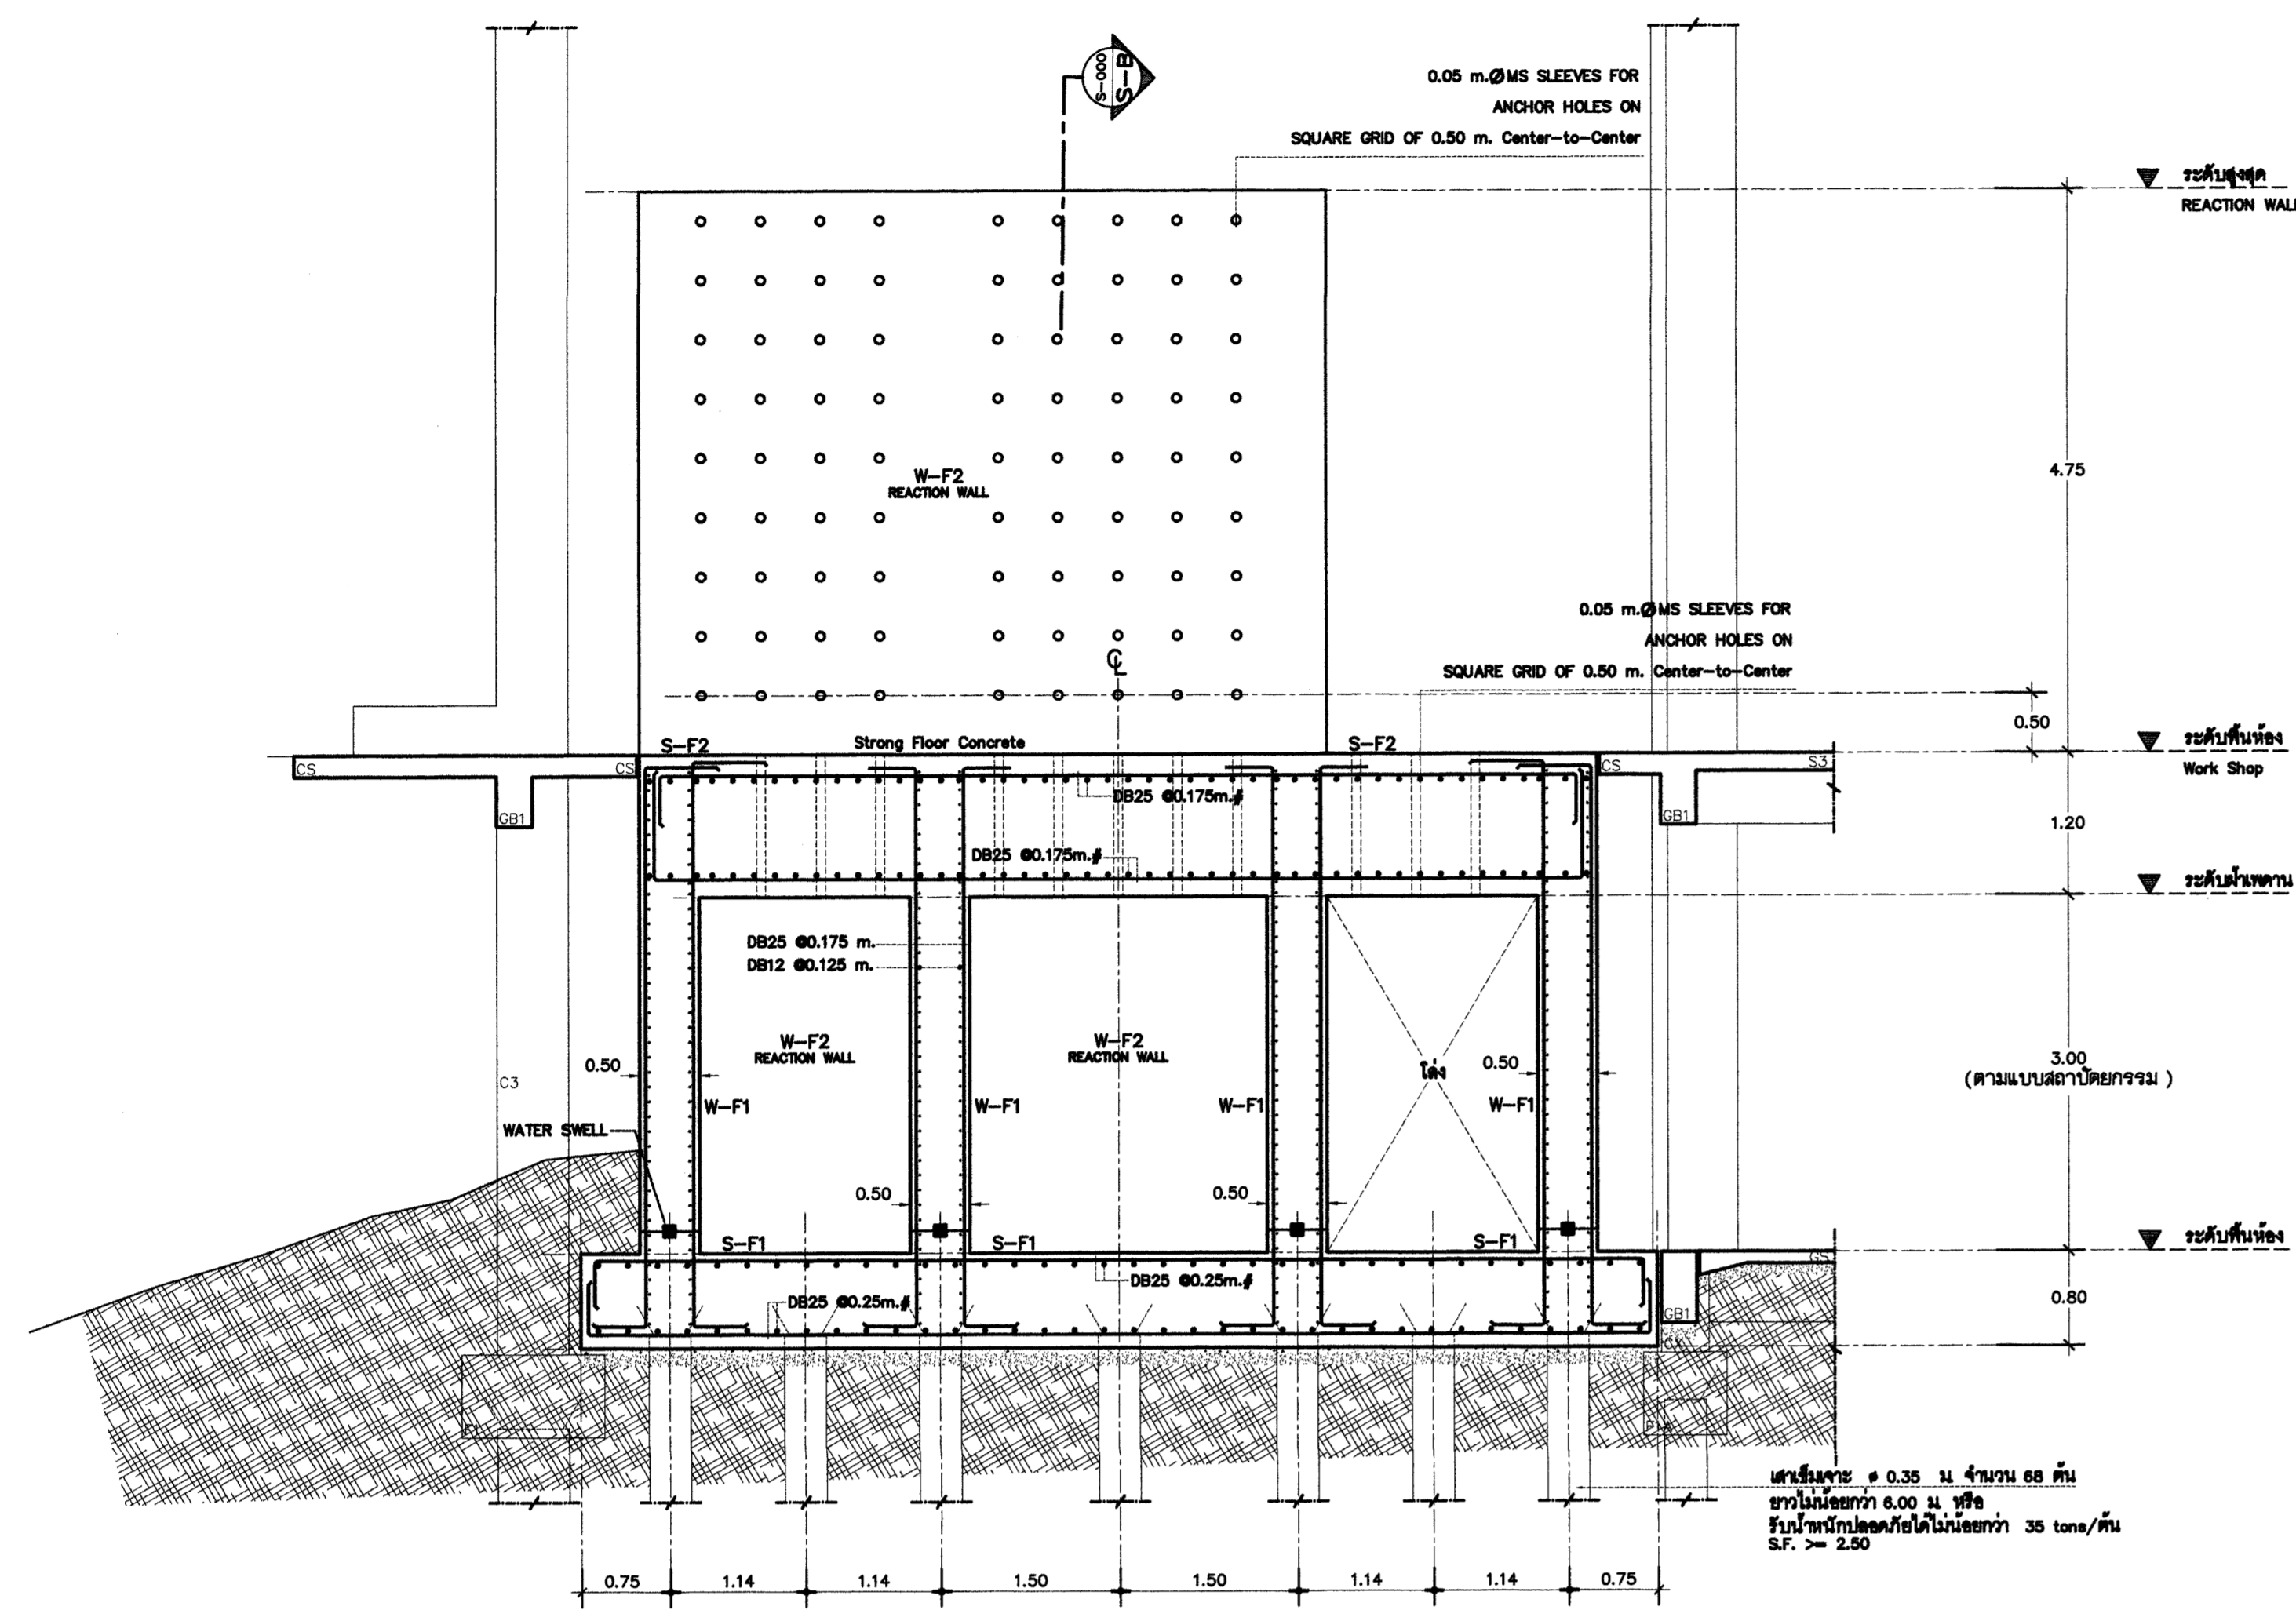 S-000
S-B
0.05 m.Ø MS SLEEVES FOR
ANCHOR HOLES ON
SQUARE GRID OF 0.50 m. Center-to-Center
ระดับสูงสุด
REACTION WALL
4.75
W-F2
REACTION WALL
0.05 m.Ø MS SLEEVES FOR
ANCHOR HOLES ON
SQUARE GRID OF 0.50 m. Center-to-Center
CL
0.50
S-F2
Strong Floor Concrete
S-F2
ระดับพื้นห้อง
Work Shop
CS
CS
CS
S3
GB1
GB1
DB25 @0.175m.#
DB25 @0.175m.#
1.20
ระดับฝ้าเพดาน
DB25 @0.175 m.
DB12 @0.125 m.
W-F2
REACTION WALL
W-F2
REACTION WALL
0.50
0.50
โล่ง
3.00
(ตามแบบสถาปัตยกรรม )
C3
W-F1
W-F1
W-F1
W-F1
WATER SWELL
0.50
0.50
S-F1
S-F1
S-F1
ระดับพื้นห้อง
GS
DB25 @0.25m.#
DB25 @0.25m.#
GB1
0.80
เสาเข็มเจาะ ø 0.35 ม จำนวน 68 ต้น
ยาวไม่น้อยกว่า 6.00 ม หรือ
รับน้ำหนักปลอดภัยได้ไม่น้อยกว่า 35 tons/ต้น
S.F. >= 2.50
0.75
1.14
1.14
1.50
1.50
1.14
1.14
0.75